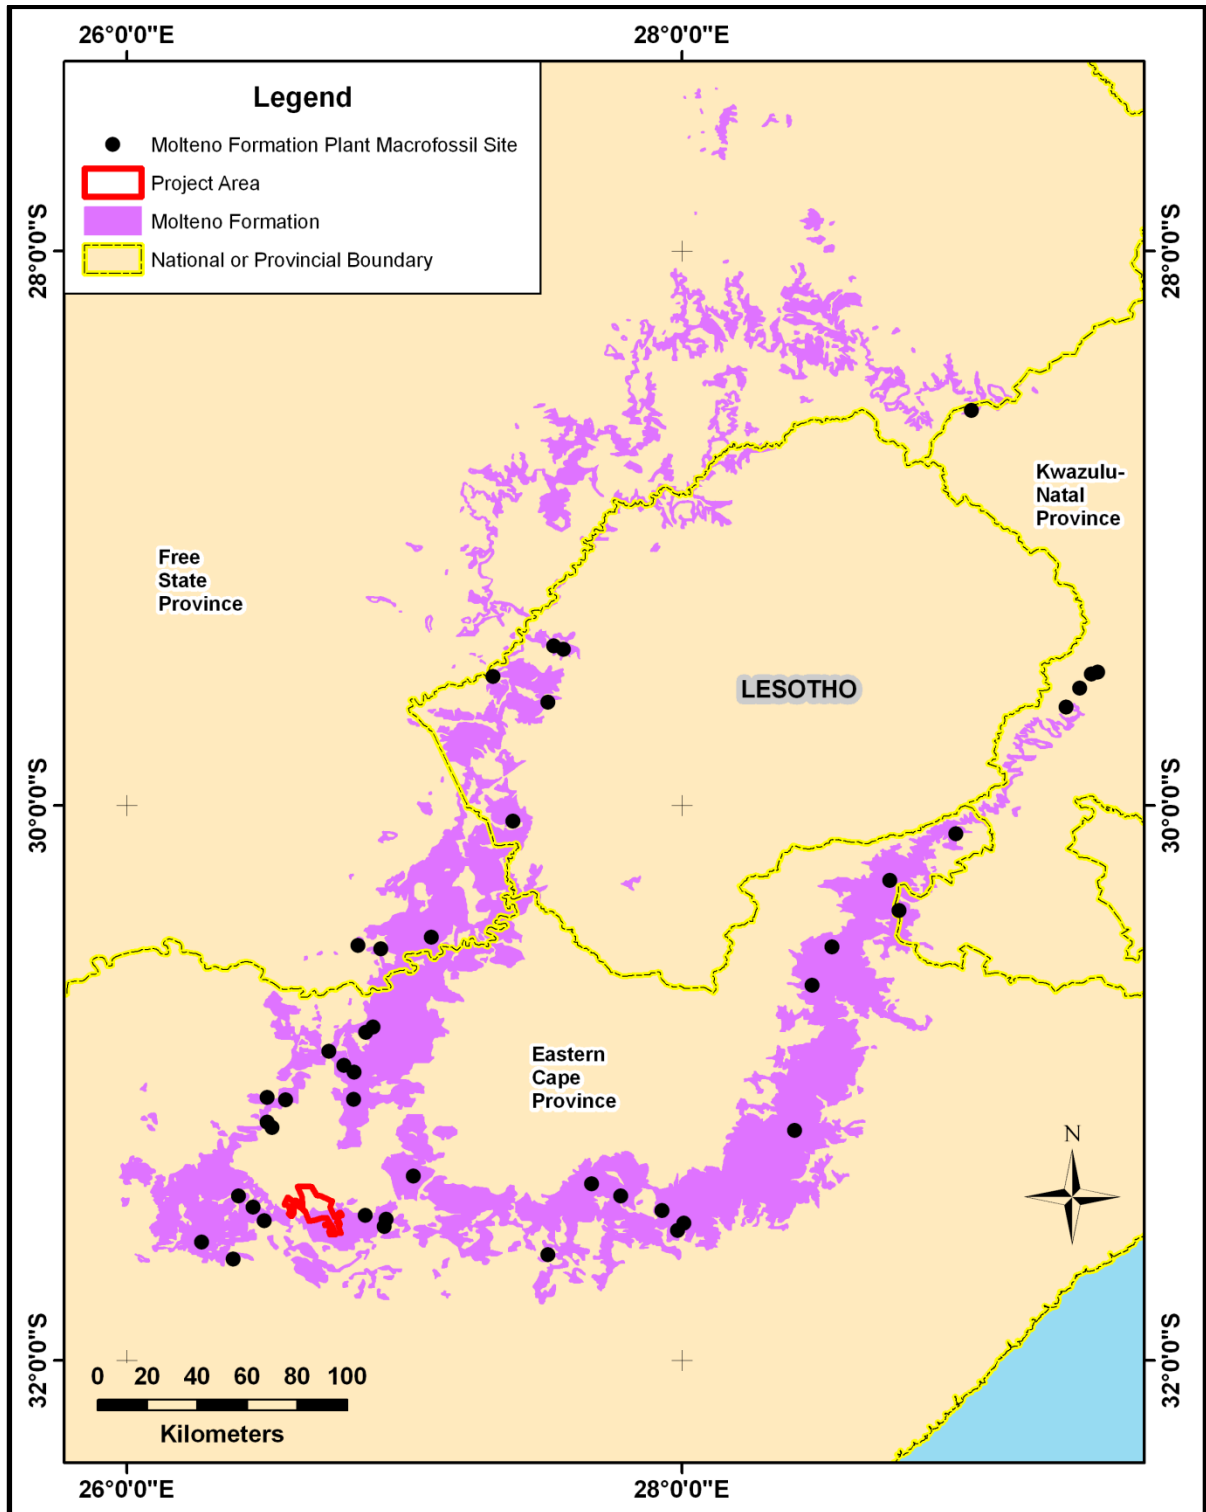 26°0'0"E
28°0'0"E
Legend
Molteno Formation Plant Macrofossil Site
Project Area
Molteno Formation
National or Provincial Boundary
28°0'0"S
28°0'0"S
Kwazulu-
Natal
Province
Free
State
Province
LESOTHO
30°0'0"S
30°0'0"S
Eastern
Cape
Province
N
32°0'0"S
32°0'0"S
0 20 40 60 80 100
Kilometers
26°0'0"E
28°0'0"E